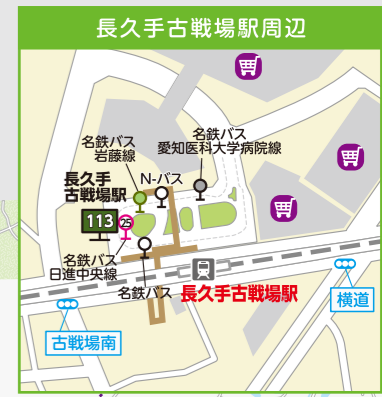 長久手古戦場駅周辺
名鉄バス
岩藤線
名鉄バス
愛知医科大学病院線
N-バス
長久手
古戦場駅
113
25
名鉄バス
日進中央線
名鉄バス
長久手古戦場駅
横道
古戦場南